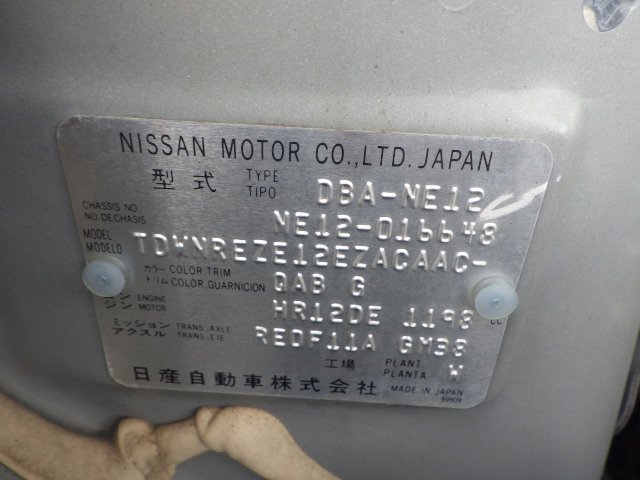 NISSAN MOTOR CO., LTD. JAPAN
型式 TYPE TIPO DBA-NE12
CHASSIS NO. NO. DE CHASIS NE12-016648
MODEL MODELO TDWNREZE12EZACAAC-
カラー COLOR, TRIM トリム COLOR, GUARNICION QAB G
エンジン ENGINE MOTOR HR12DE 1198 cc
ミッション TRANS. AXLE アクスル TRANS. EJE RE0F11A GM38
工場 PLANT PLANTA W
日産自動車株式会社 MADE IN JAPAN